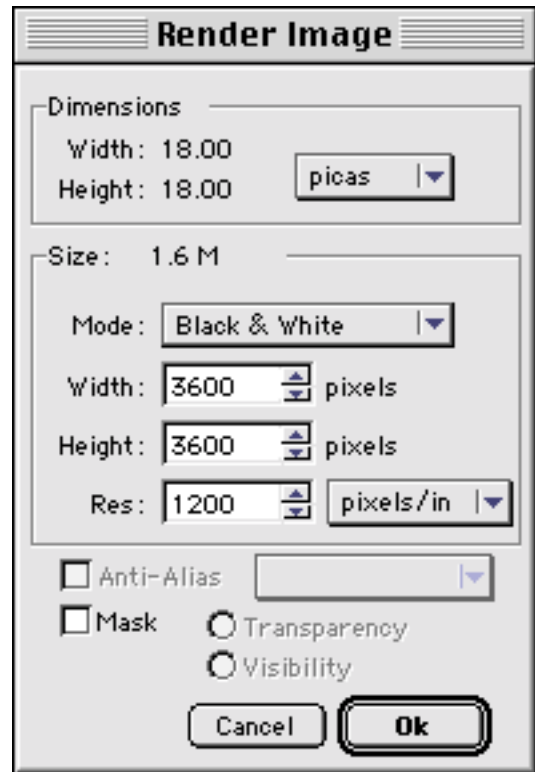 Render Image
Dimensions
Width: 18.00
picas
Height: 18.00
Size: 1.6 M
Mode: Black & White
Width: 3600 pixels
Height: 3600 pixels
Res: 1200 pixels/in
Anti-Alias
Mask Transparency
Visibility
Cancel Ok